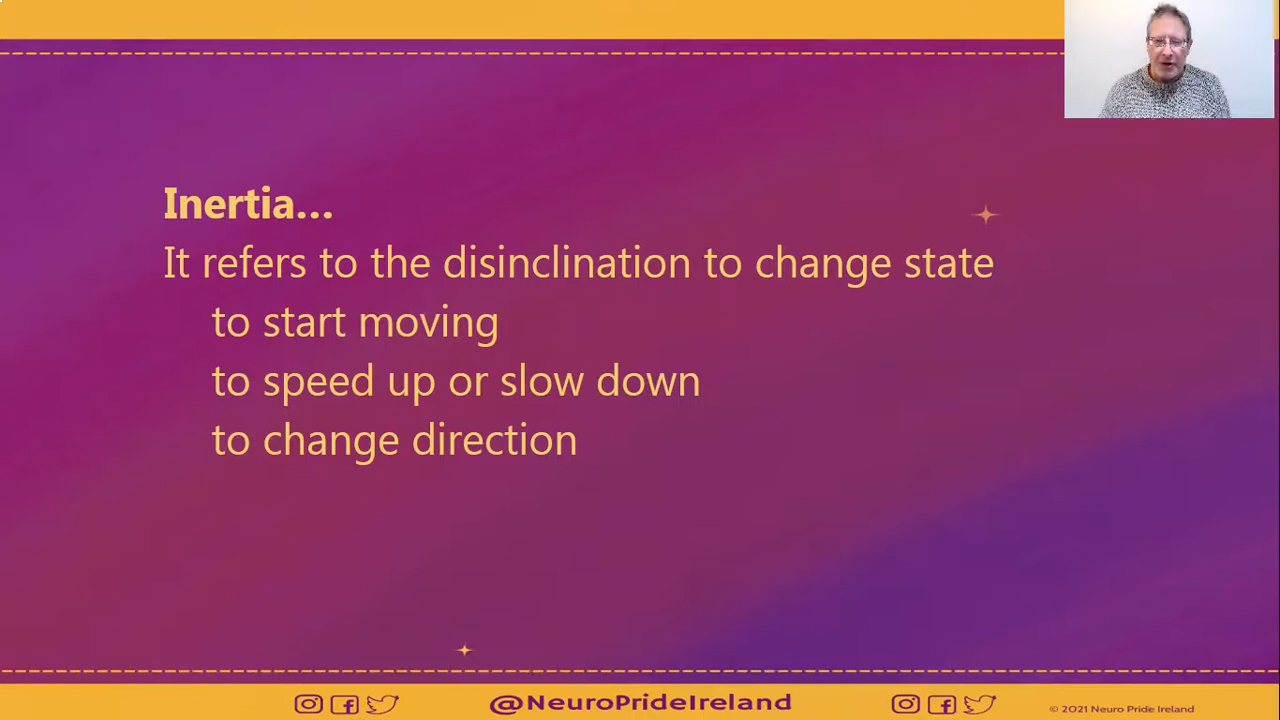 Inertia...
It refers to the disinclination to change state
to start moving
to speed up or slow down
to change direction
@NeuroPrideIreland
© 2021 Neuro Pride Ireland